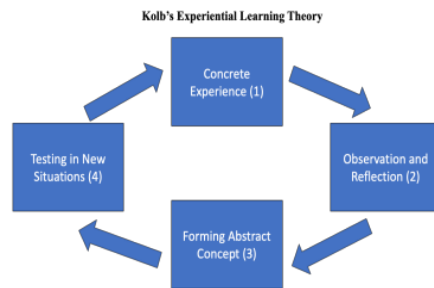 Kolb's Experiential Learning Theory
Concrete
Experience (1)
Observation and
Reflection (2)
Forming Abstract
Concept (3)
Testing in New
Situations (4)